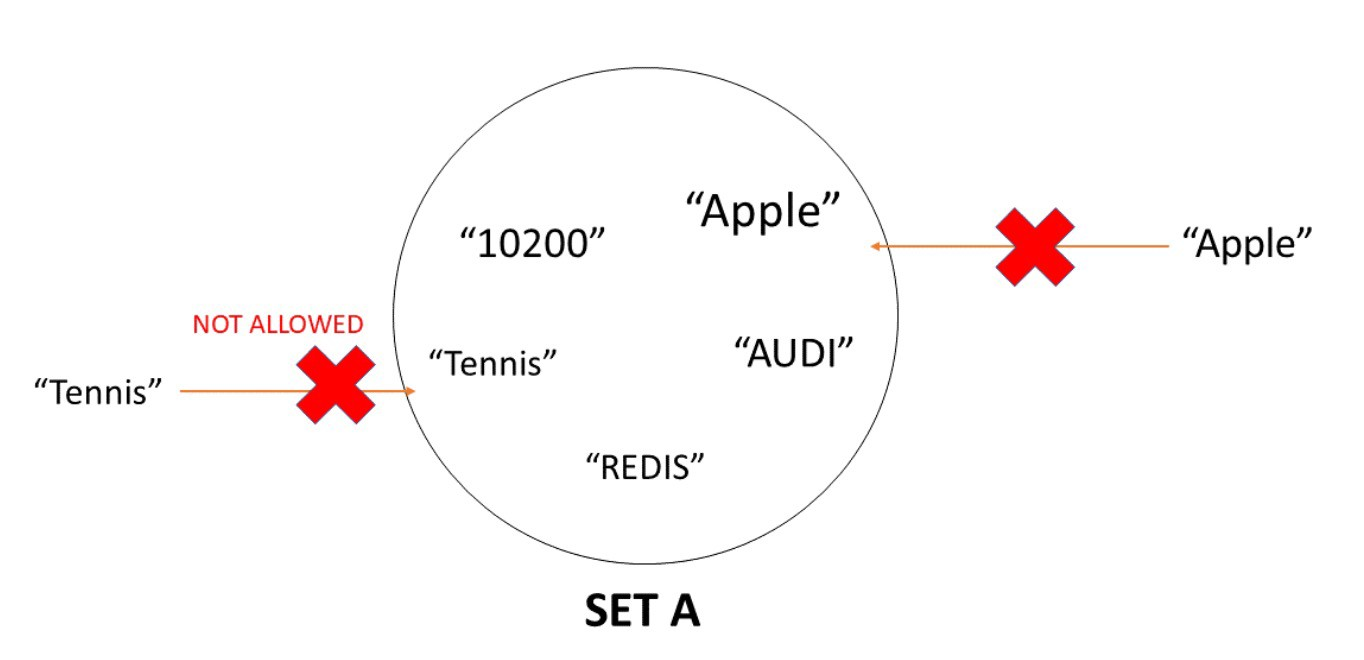 “Apple”
“10200”
“Apple”
NOT ALLOWED
“Tennis”
“AUDI”
“Tennis”
“REDIS”
SET A